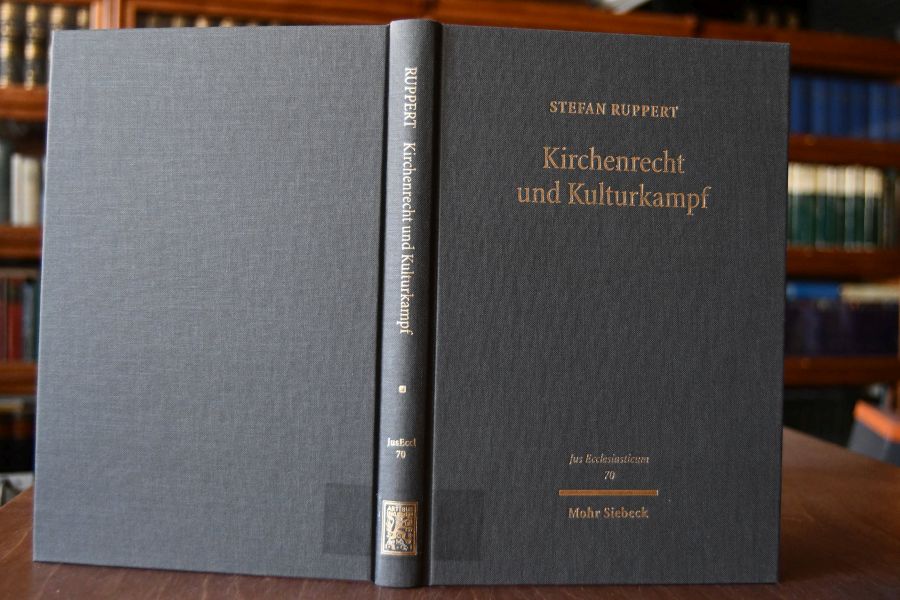 RUPPERT Kirchenrecht und Kulturkampf
JusEccl
70
STEFAN RUPPERT
Kirchenrecht
und Kulturkampf
Jus Ecclesiasticum
70
Mohr Siebeck